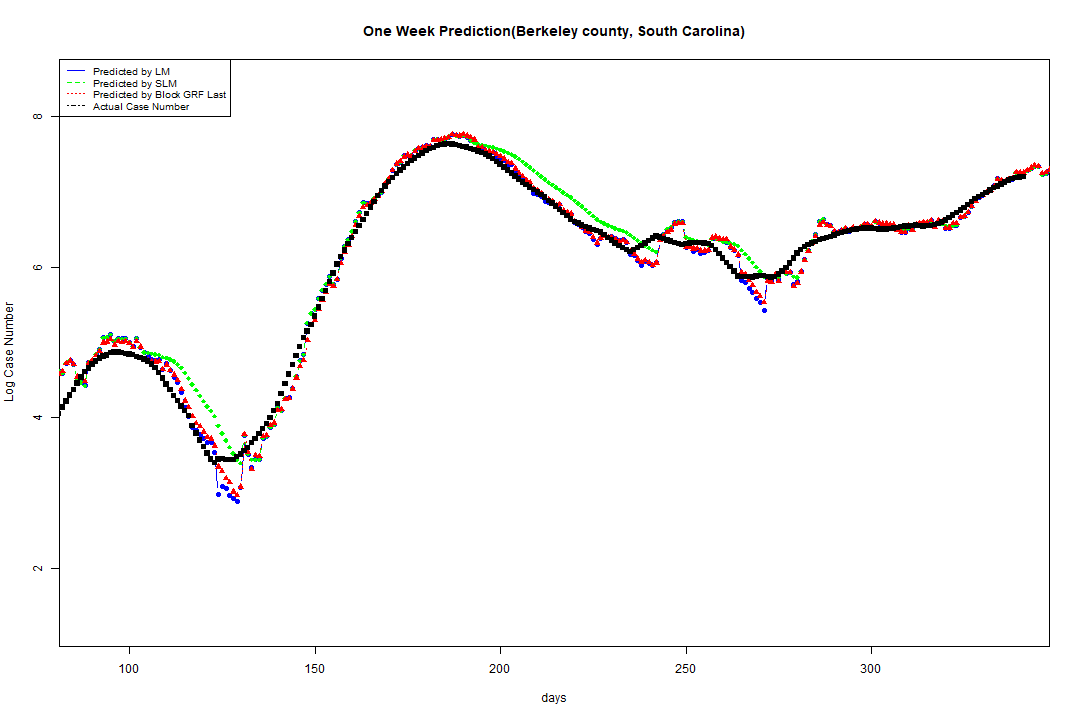 One Week Prediction(Berkeley county, South Carolina)
Predicted by LM
Predicted by SLM
Predicted by Block GRF Last
Actual Case Number
8
6
4
2
Log Case Number
100 150 200 250 300
days